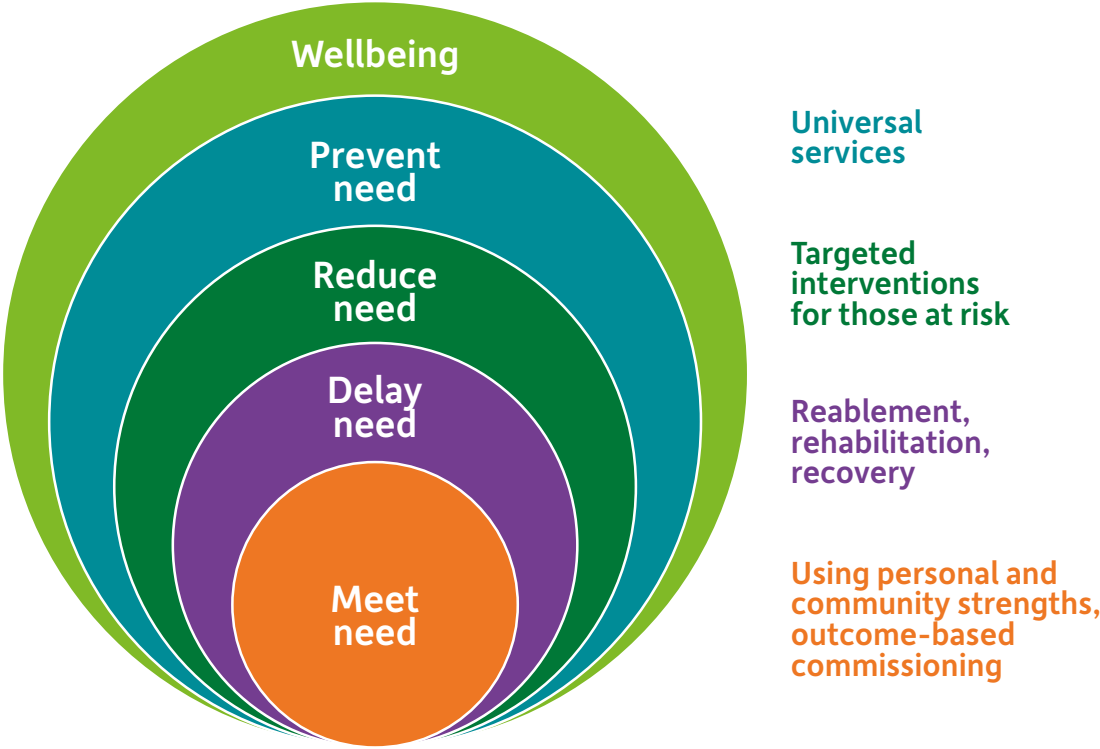 Wellbeing
Prevent
need
Reduce
need
Delay
need
Meet
need
Universal
services
Targeted
interventions
for those at risk
Reablement,
rehabilitation,
recovery
Using personal and
community strengths,
outcome-based
commissioning